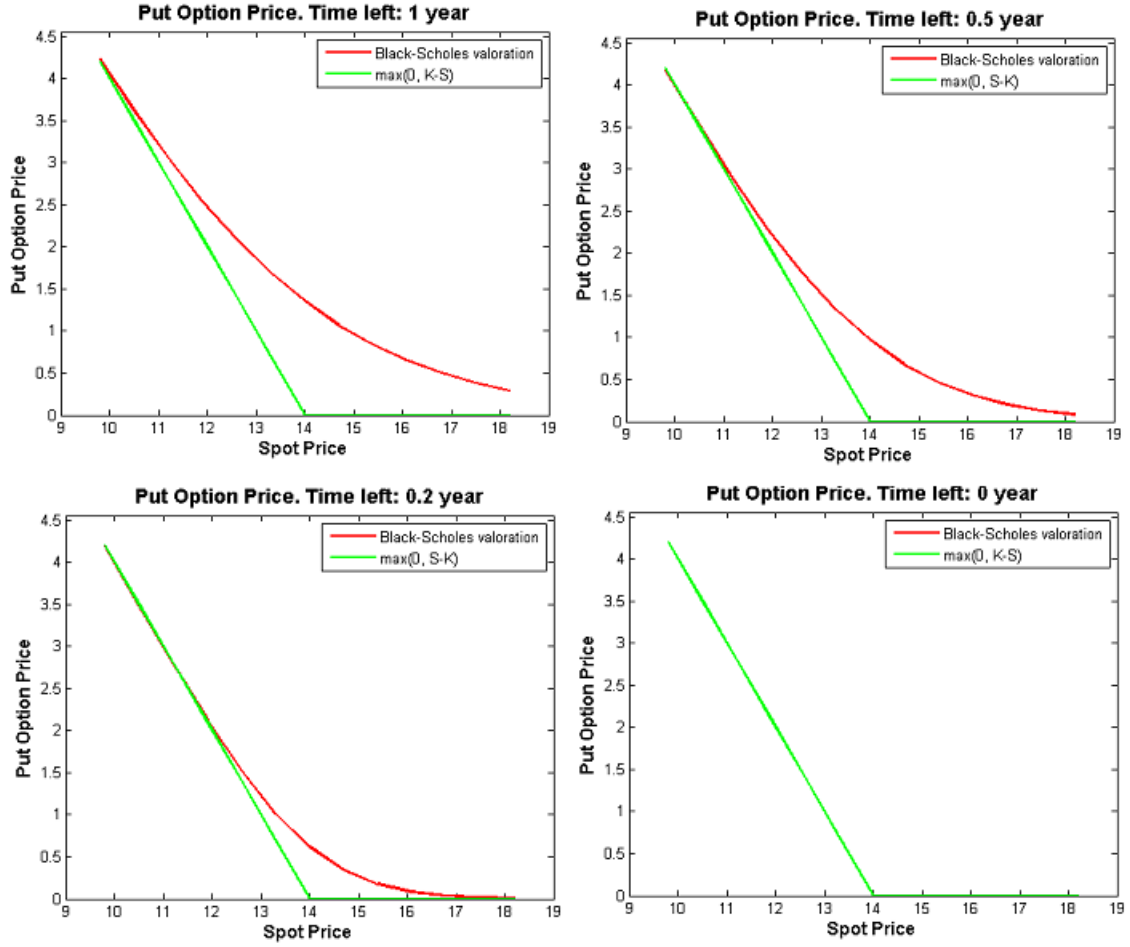 Put Option Price. Time left: 1 year
4.5
4
3.5
3
2.5
2
1.5
1
0.5
0
Put Option Price
Black-Scholes valoration
max(0, K-S)
9 10 11 12 13 14 15 16 17 18 19
Spot Price
Put Option Price. Time left: 0.5 year
4.5
4
3.5
3
2.5
2
1.5
1
0.5
0
Put Option Price
Black-Scholes valoration
max(0, S-K)
9 10 11 12 13 14 15 16 17 18 19
Spot Price
Put Option Price. Time left: 0.2 year
4.5
4
3.5
3
2.5
2
1.5
1
0.5
0
Put Option Price
Black-Scholes valoration
max(0, S-K)
9 10 11 12 13 14 15 16 17 18 19
Spot Price
Put Option Price. Time left: 0 year
4.5
4
3.5
3
2.5
2
1.5
1
0.5
0
Put Option Price
Black-Scholes valoration
max(0, K-S)
9 10 11 12 13 14 15 16 17 18 19
Spot Price